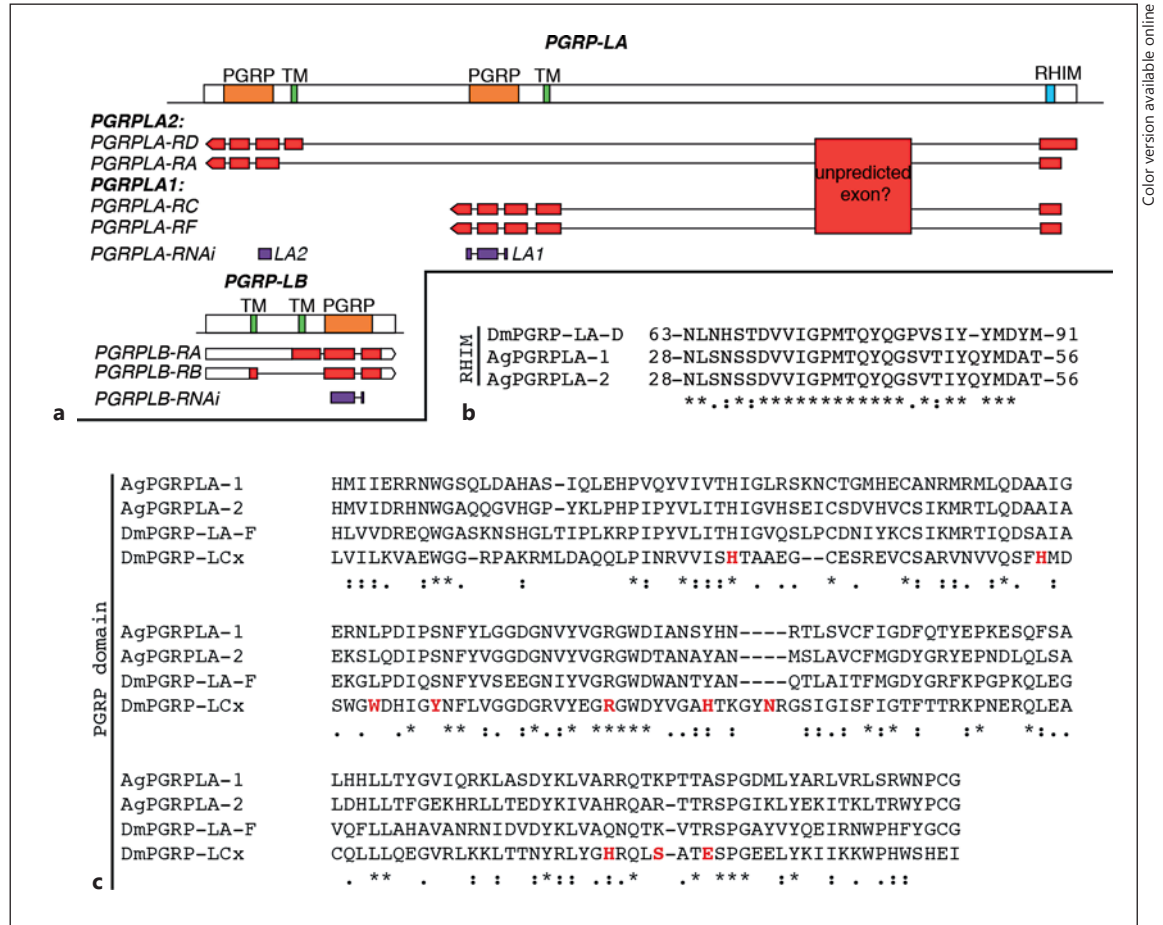 Color version available online
PGRP-LA
PGRP TM PGRP TM RHIM
PGRPLA2:
PGRPLA-RD
PGRPLA-RA
PGRPLA1:
unpredicted
exon?
PGRPLA-RC
PGRPLA-RF
PGRPLA-RNAi LA2 LA1
PGRP-LB
TM TM PGRP
PGRPLB-RA
PGRPLB-RB
PGRPLB-RNAi
a
RHIM
DmPGRP-LA-D 63-NLNHSTDVVIGPMTQYQGPVSIY-YMDYM-91
AgPGRPLA-1 28-NLSNSSDVVIGPMTQYQGSVTIYQYMDAT-56
AgPGRPLA-2 28-NLSNSSDVVIGPMTQYQGSVTIYQYMDAT-56
**.:*:**************.*:** ***
b
PGRP domain
AgPGRPLA-1 HMIIERRNWGSQLDAHAS-IQLEHPVQYVIVTHIGLRSKNCTGMHECANRMRMLQDAAIG
AgPGRPLA-2 HMVIDRHNWGAQQGVHGP-YKLPHPIPYVLITHIGVHSEICSDVHVCSIKMRTLQDAAIA
DmPGRP-LA-F HLVVDREQWGASKNSHGLTIPLKRPIPYVLITHIGVQSLPCDNIYKCSIKMRTIQDSAIA
DmPGRP-LCx LVILKVAEWGG-RPAKRMLDAQQLPINRVVISHTAAEG--CESREVCSARVNVVQSFHMD
:::. :**. : *: *:::* . .. * *: :. :*. :
AgPGRPLA-1 ERNLPDIPSNFYLGGDGNVYVGRGWDIANSYHN----RTLSVCFIGDFQTYEPKESQFSA
AgPGRPLA-2 EKSLQDIPSNFYVGGDGNVYVGRGWDTANAYAN----MSLAVCFMGDYGRYEPNDLQLSA
DmPGRP-LA-F EKGLPDIQSNFYVSEEGNIYVGRGWDWANTYAN----QTLAITFMGDYGRFKPGPKQLEG
DmPGRP-LCx SWGWDHIGYNFLVGGDGRVYEGRGWDYVGAHTKGYNRGSIGISFIGTFTTRKPNERQLEA
. .* ** :. :*.:* ***** ..:: : ::.: *:* : :* *:..
AgPGRPLA-1 LHHLLTYGVIQRKLASDYKLVARRQTKPTTASPGDMLYARLVRLSRWNPCG
AgPGRPLA-2 LDHLLTFGEKHRLLTEDYKIVAHRQAR-TTRSPGIKLYEKITKLTRWYPCG
DmPGRP-LA-F VQFLLAHAVANRNIDVDYKLVAQNQTK-VTRSPGAYVYQEIRNWPHFYGCG
DmPGRP-LCx CQLLLQEGVRLKKLTTNYRLYGHRQLS-ATESPGEELYKIIKKWPHWSHEI
. ** . : : :*:: .:.* .* *** :* : . ::
c